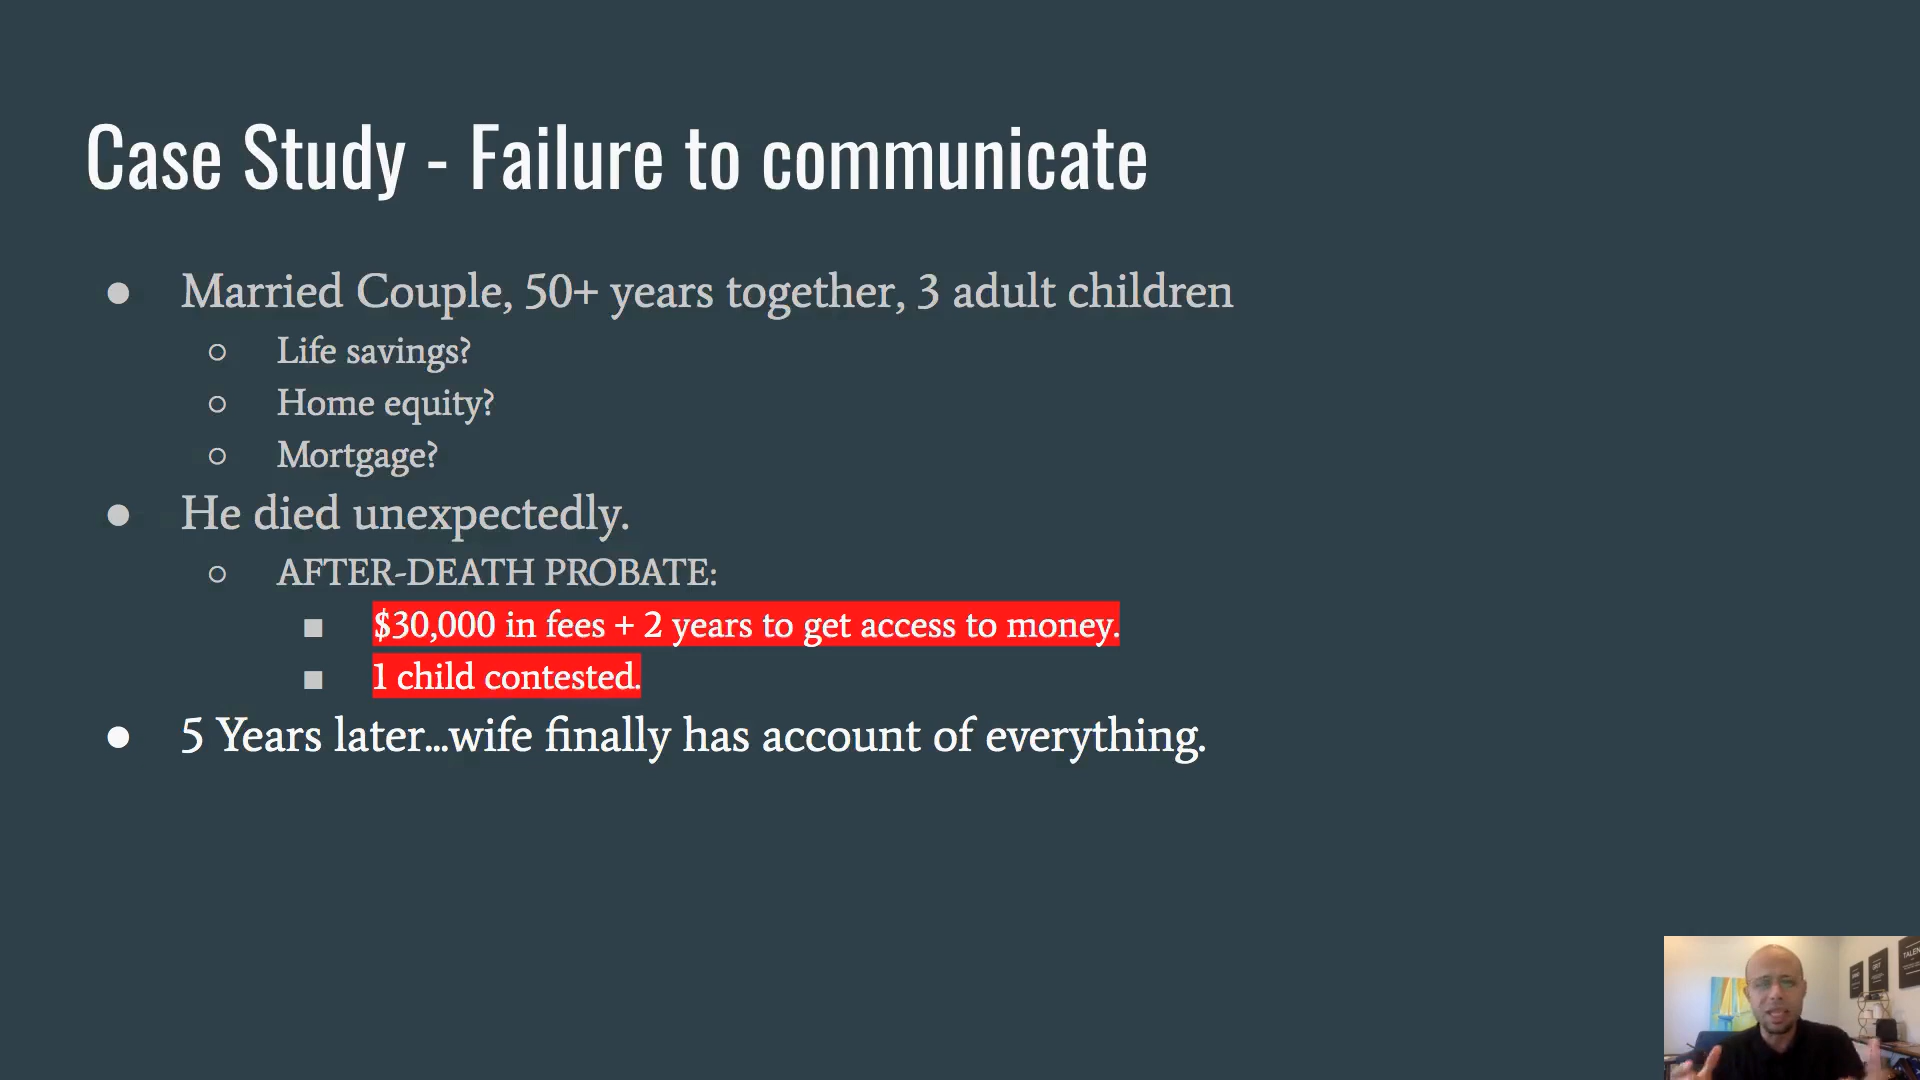 Case Study - Failure to communicate
● Married Couple, 50+ years together, 3 adult children
○ Life savings?
○ Home equity?
○ Mortgage?
● He died unexpectedly.
○ AFTER-DEATH PROBATE:
■ $30,000 in fees + 2 years to get access to money.
■ 1 child contested.
● 5 Years later...wife finally has account of everything.